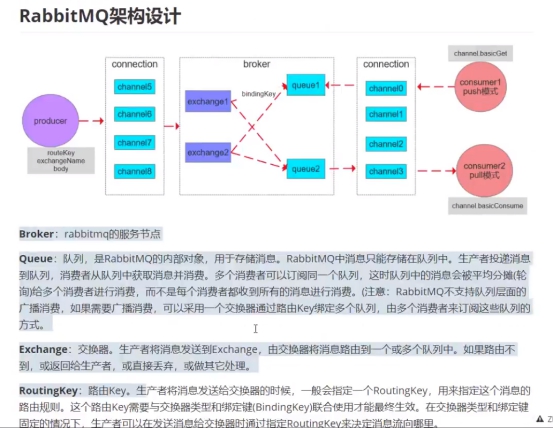 RabbitMQ架构设计
connection
broker
connection
channel.basicGet
channel5
channel6
channel7
channel8
producer
routeKey
exchangeName
body
exchange1
exchange2
bindingKey
queue1
queue2
channel0
channel1
channel2
channel3
consumer1
push模式
consumer2
pull模式
channel.basicConsume
Broker：rabbitmq的服务节点
Queue：队列，是RabbitMQ的内部对象，用于存储消息。RabbitMQ中消息只能存储在队列中。生产者投递消息
到队列，消费者从队列中获取消息并消费。多个消费者可以订阅同一个队列，这时队列中的消息会被平均分摊(轮
询)给多个消费者进行消费，而不是每个消费者都收到所有的消息进行消费。(注意：RabbitMQ不支持队列层面的
广播消费，如果需要广播消费，可以采用一个交换器通过路由Key绑定多个队列，由多个消费者来订阅这些队列的
方式。
Exchange：交换器。生产者将消息发送到Exchange，由交换器将消息路由到一个或多个队列中。如果路由不
到，或返回给生产者，或直接丢弃，或做其它处理。
RoutingKey：路由Key。生产者将消息发送给交换器的时候，一般会指定一个RoutingKey，用来指定这个消息的
路由规则。这个路由Key需要与交换器类型和绑定键(BindingKey)联合使用才能最终生效。在交换器类型和绑定键
固定的情况下，生产者可以在发送消息给交换器时通过指定RoutingKey来决定消息流向哪里。